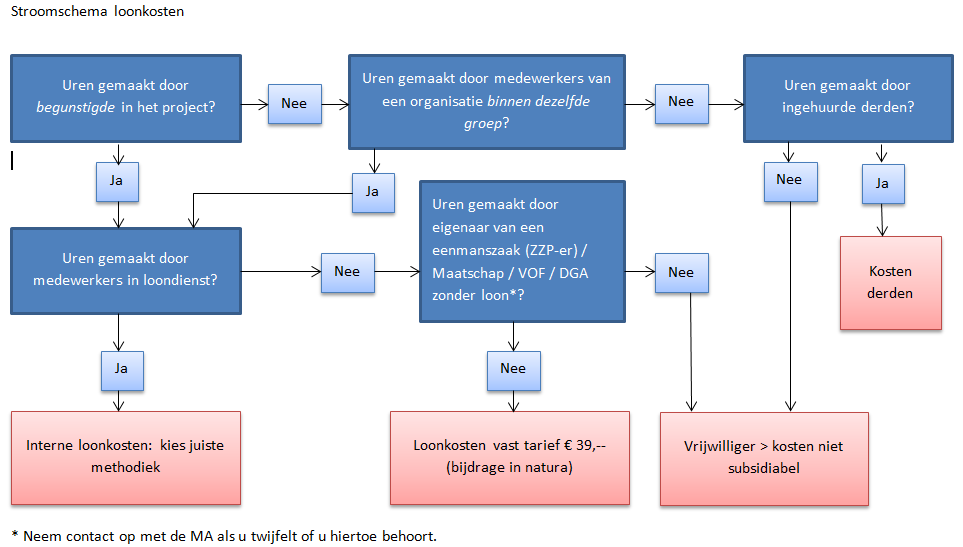 Stroomschema loonkosten
Uren gemaakt door
begunstigde in het project?
Nee
Uren gemaakt door medewerkers van
een organisatie binnen dezelfde
groep?
Nee
Uren gemaakt door
ingehuurde derden?
Ja
Ja
Nee
Ja
Uren gemaakt door
medewerkers in loondienst?
Nee
Uren gemaakt door
eigenaar van een
eenmanszaak (ZZP-er) /
Maatschap / VOF / DGA
zonder loon*?
Nee
Kosten
derden
Ja
Nee
Interne loonkosten: kies juiste
methodiek
Loonkosten vast tarief € 39,--
(bijdrage in natura)
Vrijwilliger > kosten niet
subsidiabel
* Neem contact op met de MA als u twijfelt of u hiertoe behoort.